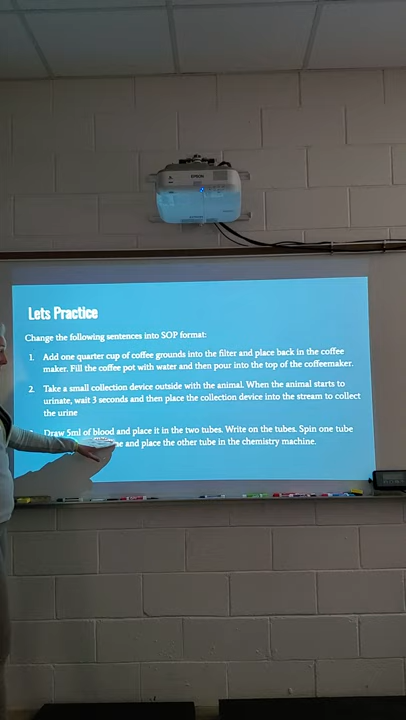 EPSON
Lets Practice
Change the following sentences into SOP format:
1. Add one quarter cup of coffee grounds into the filter and place back in the coffee
maker. Fill the coffee pot with water and then pour into the top of the coffeemaker.
2. Take a small collection device outside with the animal. When the animal starts to
urinate, wait 3 seconds and then place the collection device into the stream to collect
the urine
Draw 5ml of blood and place it in the two tubes. Write on the tubes. Spin one tube
and place the other tube in the chemistry machine.